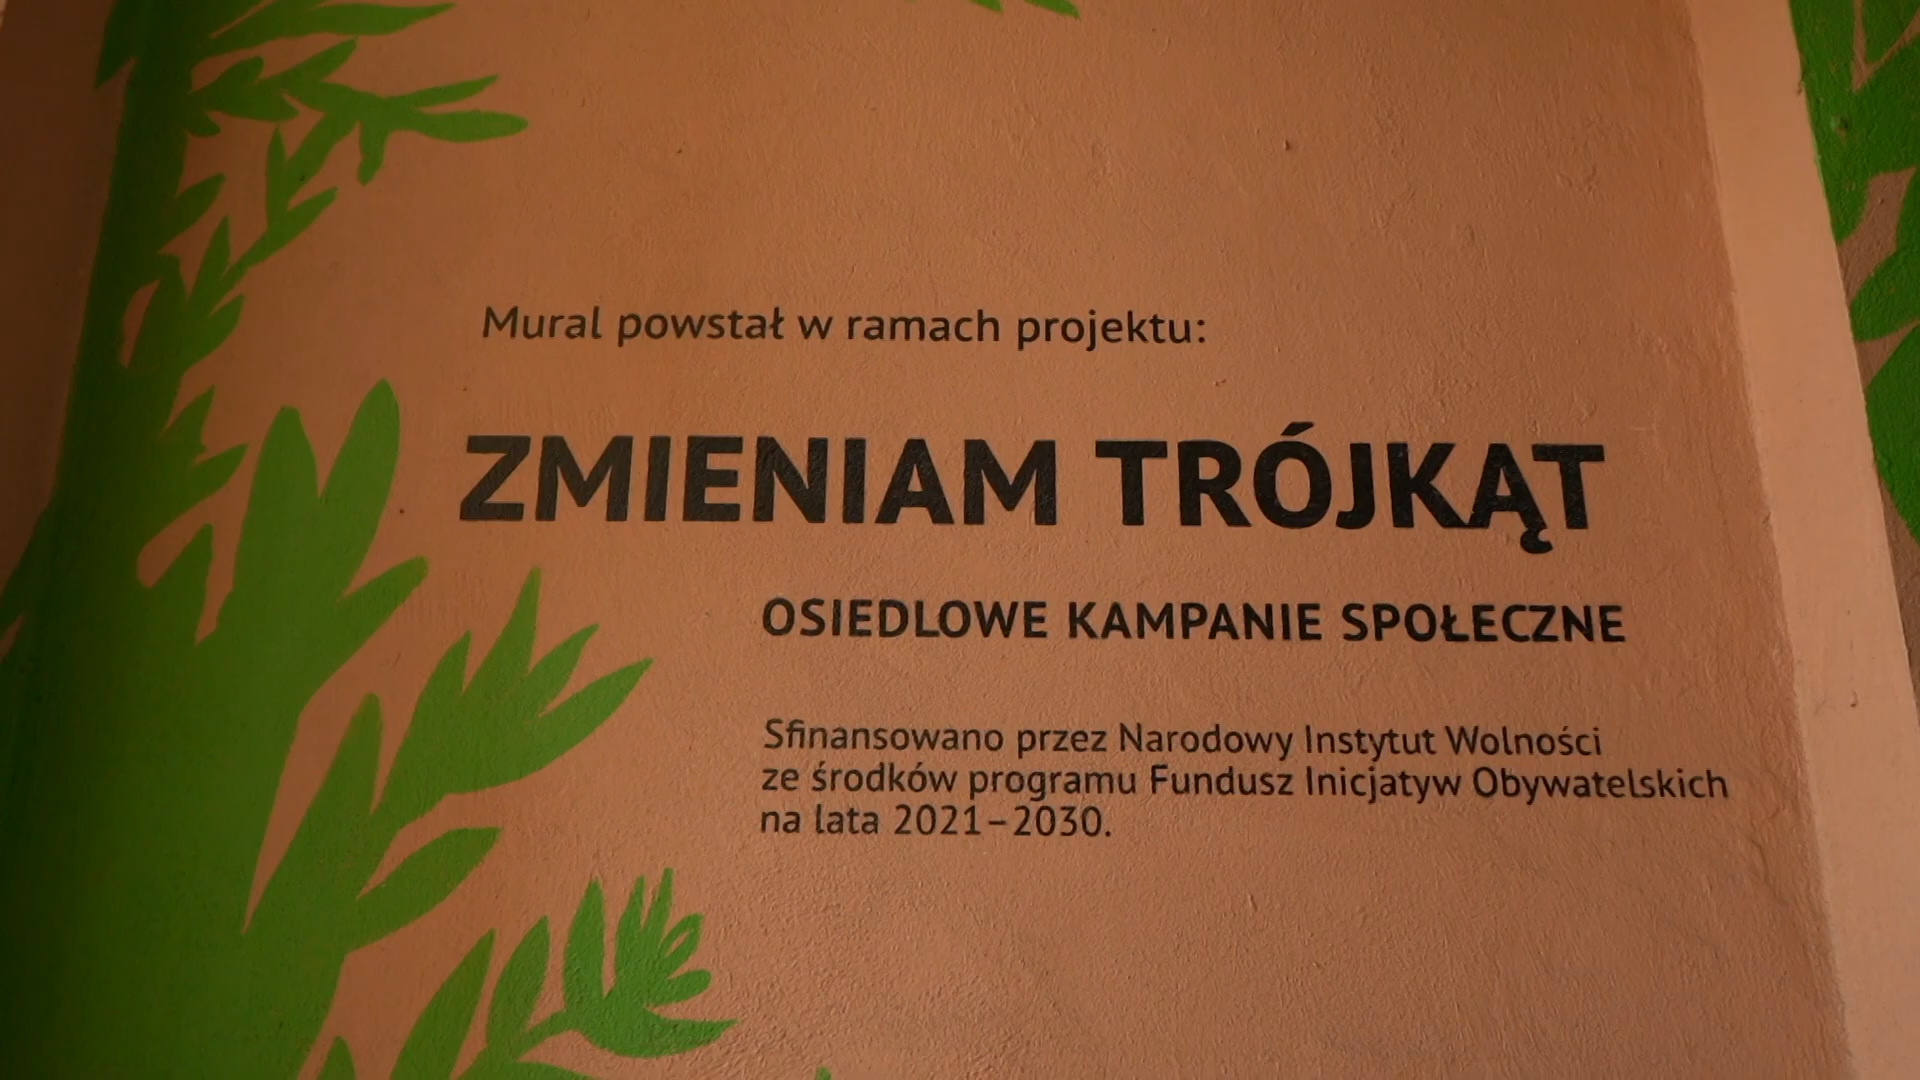 Mural powstał w ramach projektu:
ZMIENIAM TRÓJKĄT
OSIEDLOWE KAMPANIE SPOŁECZNE
Sfinansowano przez Narodowy Instytut Wolności
ze środków programu Fundusz Inicjatyw Obywatelskich
na lata 2021–2030.